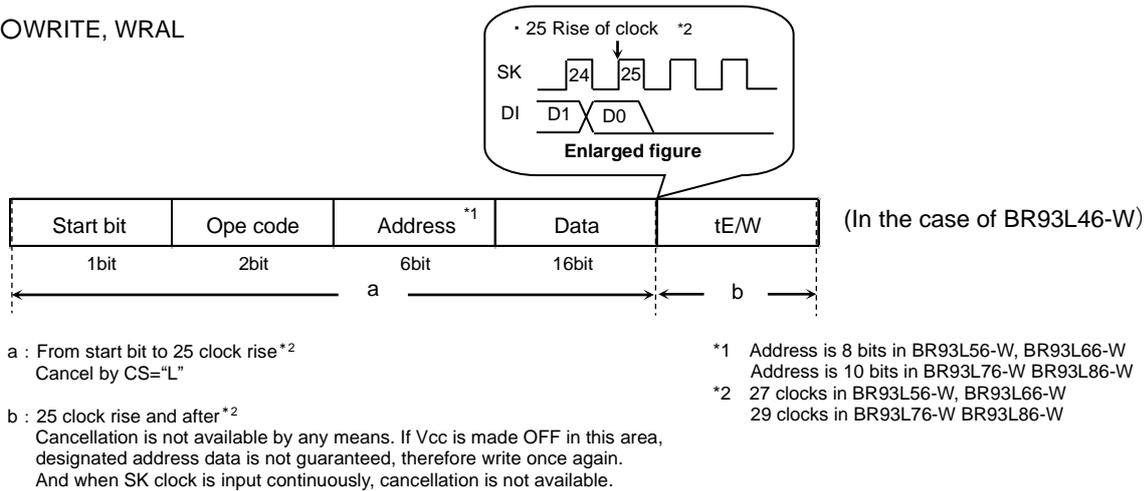 ○WRITE, WRAL
・25 Rise of clock *2
SK 24 25
DI D1 D0
Enlarged figure
Start bit Ope code Address *1 Data tE/W (In the case of BR93L46-W)
1bit 2bit 6bit 16bit
a b
a : From start bit to 25 clock rise*2
Cancel by CS=“L”
b : 25 clock rise and after*2
Cancellation is not available by any means. If Vcc is made OFF in this area,
designated address data is not guaranteed, therefore write once again.
And when SK clock is input continuously, cancellation is not available.
*1 Address is 8 bits in BR93L56-W, BR93L66-W
Address is 10 bits in BR93L76-W BR93L86-W
*2 27 clocks in BR93L56-W, BR93L66-W
29 clocks in BR93L76-W BR93L86-W